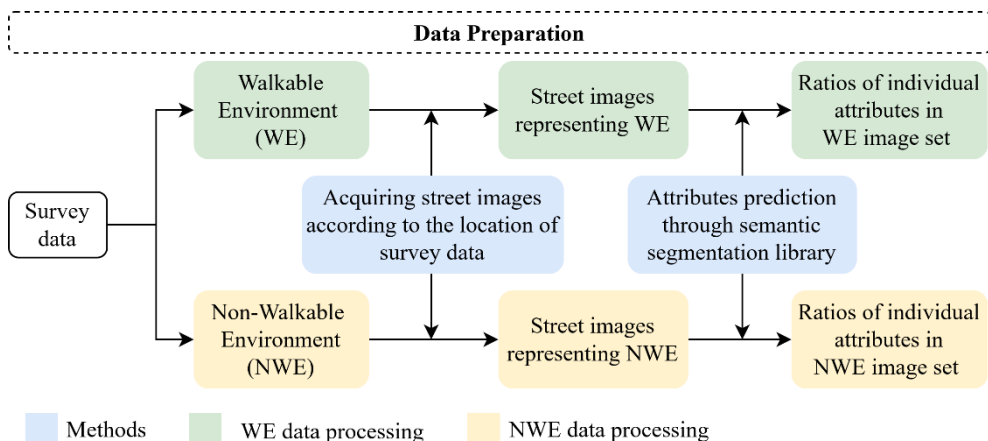 Data Preparation
Walkable
Environment
(WE)
Street images
representing WE
Ratios of individual
attributes in
WE image set
Survey
data
Acquiring street images
according to the location of
survey data
Attributes prediction
through semantic
segmentation library
Non-Walkable
Environment
(NWE)
Street images
representing NWE
Ratios of individual
attributes in
NWE image set
Methods
WE data processing
NWE data processing